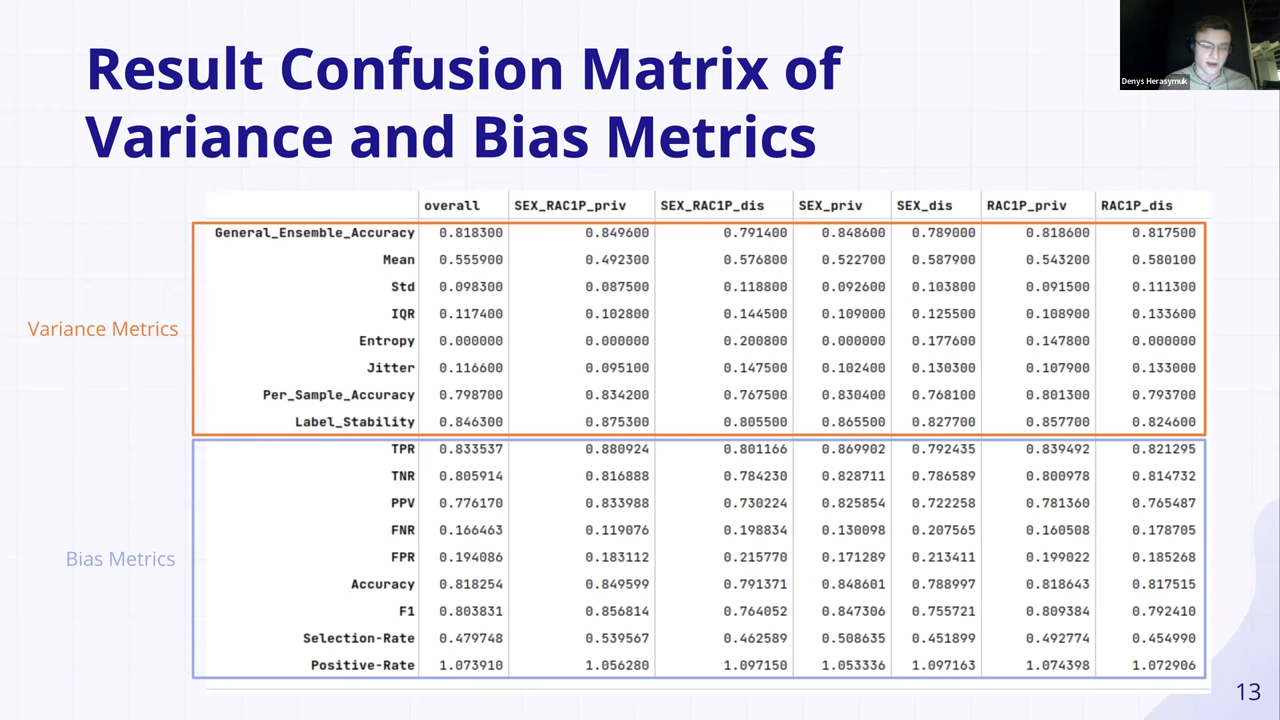 Result Confusion Matrix of
Variance and Bias Metrics
Denys Herasymuk
overall SEX_RAC1P_priv SEX_RAC1P_dis SEX_priv SEX_dis RAC1P_priv RAC1P_dis
General_Ensemble_Accuracy 0.818300 0.849600 0.791400 0.848600 0.789000 0.818600 0.817500
Mean 0.555900 0.492300 0.576800 0.522700 0.587900 0.543200 0.580100
Std 0.098300 0.087500 0.118800 0.092600 0.103800 0.091500 0.111300
IQR 0.117400 0.102800 0.144500 0.109000 0.125500 0.108900 0.133600
Entropy 0.000000 0.000000 0.200800 0.000000 0.177600 0.147800 0.000000
Jitter 0.116600 0.095100 0.147500 0.102400 0.130300 0.107900 0.133000
Per_Sample_Accuracy 0.798700 0.834200 0.767500 0.830400 0.768100 0.801300 0.793700
Label_Stability 0.846300 0.875300 0.805500 0.865500 0.827700 0.857700 0.824600
Variance Metrics
TPR 0.833537 0.880924 0.801166 0.869902 0.792435 0.839492 0.821295
TNR 0.805914 0.816888 0.784230 0.828711 0.786589 0.800978 0.814732
PPV 0.776170 0.833988 0.730224 0.825854 0.722258 0.781360 0.765487
FNR 0.166463 0.119076 0.198834 0.130098 0.207565 0.160508 0.178705
FPR 0.194086 0.183112 0.215770 0.171289 0.213411 0.199022 0.185268
Accuracy 0.818254 0.849599 0.791371 0.848601 0.788997 0.818643 0.817515
F1 0.803831 0.856814 0.764052 0.847306 0.755721 0.809384 0.792410
Selection-Rate 0.479748 0.539567 0.462589 0.508635 0.451899 0.492774 0.454990
Positive-Rate 1.073910 1.056280 1.097150 1.053336 1.097163 1.074398 1.072906
Bias Metrics
13